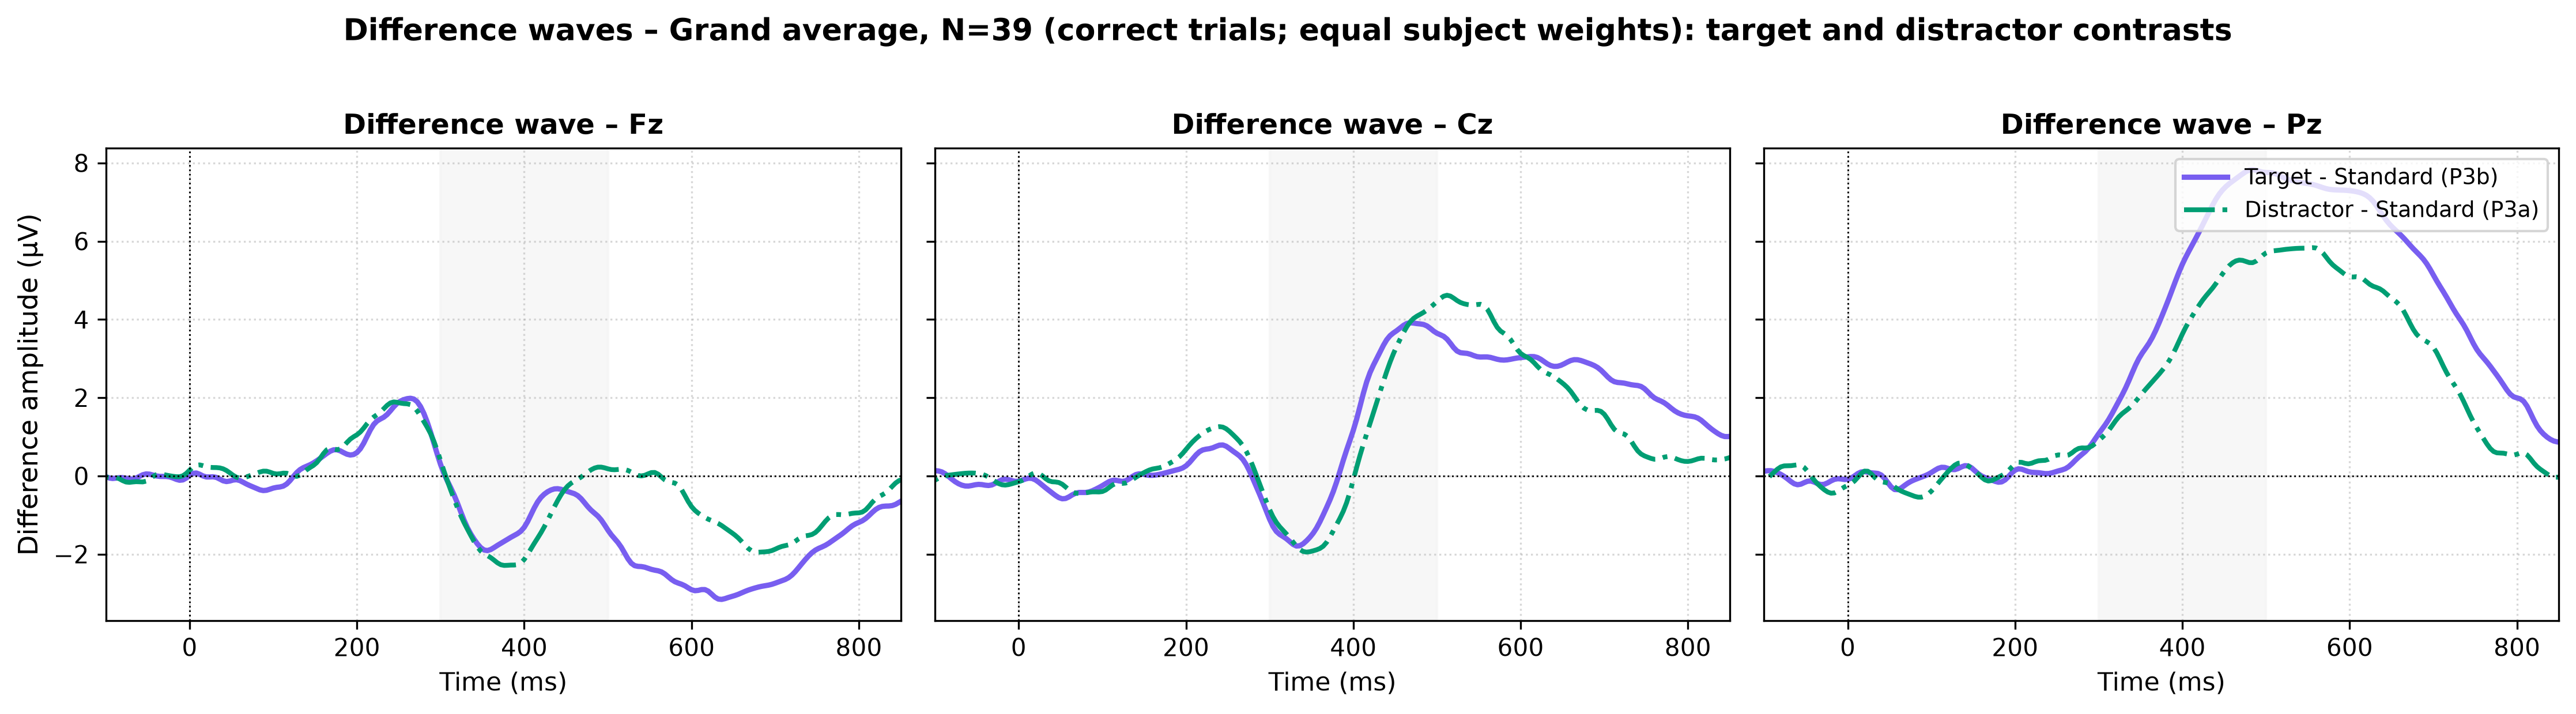 Difference waves – Grand average, N=39 (correct trials; equal subject weights): target and distractor contrasts
Difference wave – Fz
Difference wave – Cz
Difference wave – Pz
Difference amplitude (µV)
8
6
4
2
0
−2
0
200
400
600
800
Time (ms)
0
200
400
600
800
Time (ms)
Target - Standard (P3b)
Distractor - Standard (P3a)
0
200
400
600
800
Time (ms)